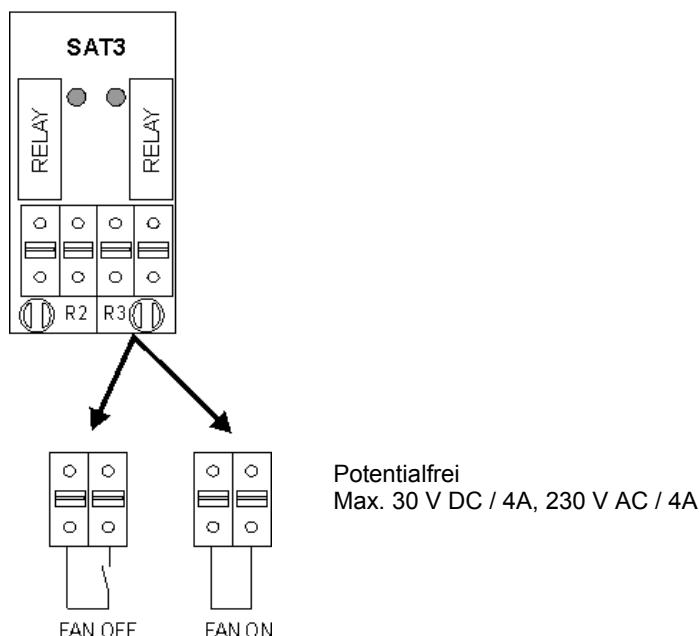 SAT3
RELAY
RELAY
R2 R3
Potentialfrei
Max. 30 V DC / 4A, 230 V AC / 4A
FAN OFF FAN ON